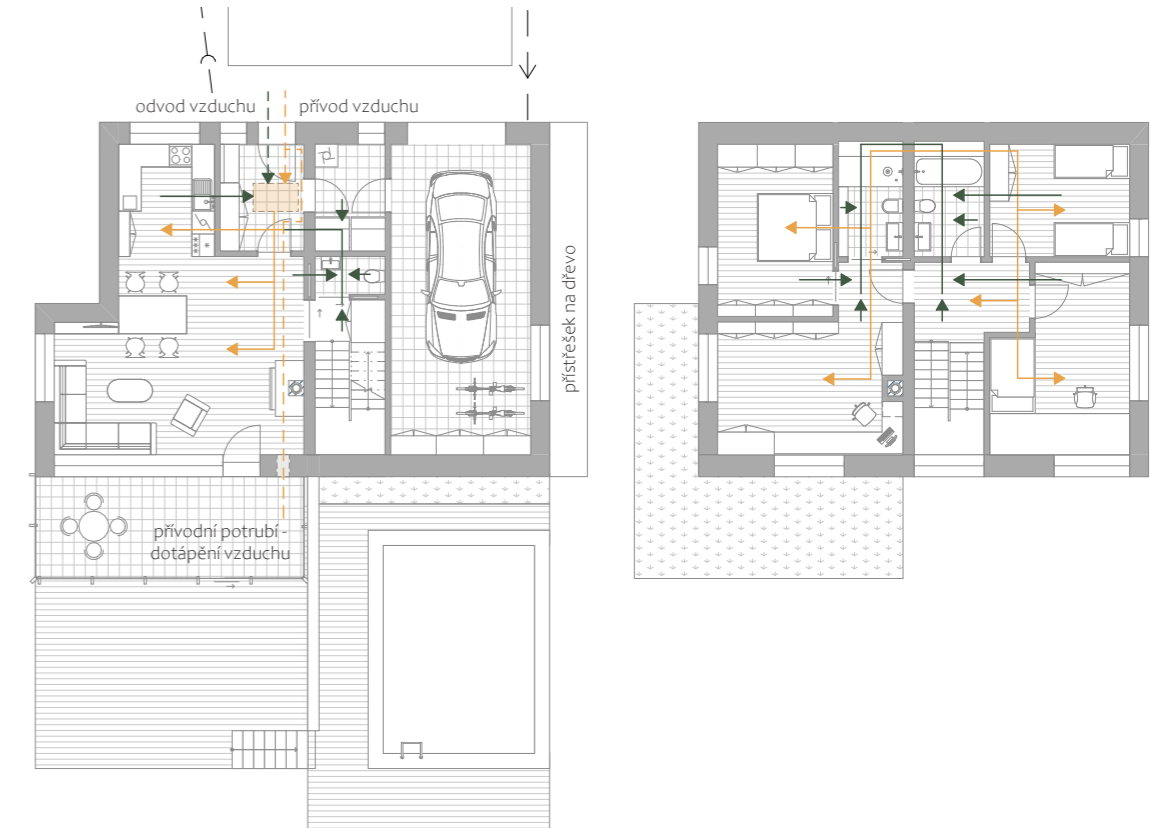 odvod vzduchu
přívod vzduchu
přístřešek na dřevo
přívodní potrubí -
dotápění vzduchu